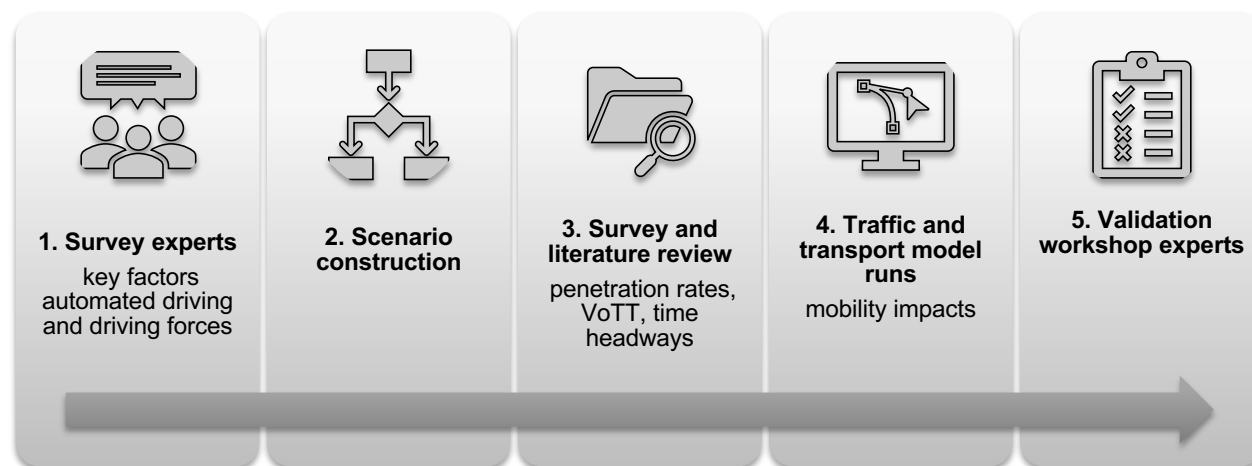 1. Survey experts
key factors
automated driving
and driving forces
2. Scenario
construction
3. Survey and
literature review
penetration rates,
VoTT, time
headways
4. Traffic and
transport model
runs
mobility impacts
5. Validation
workshop experts